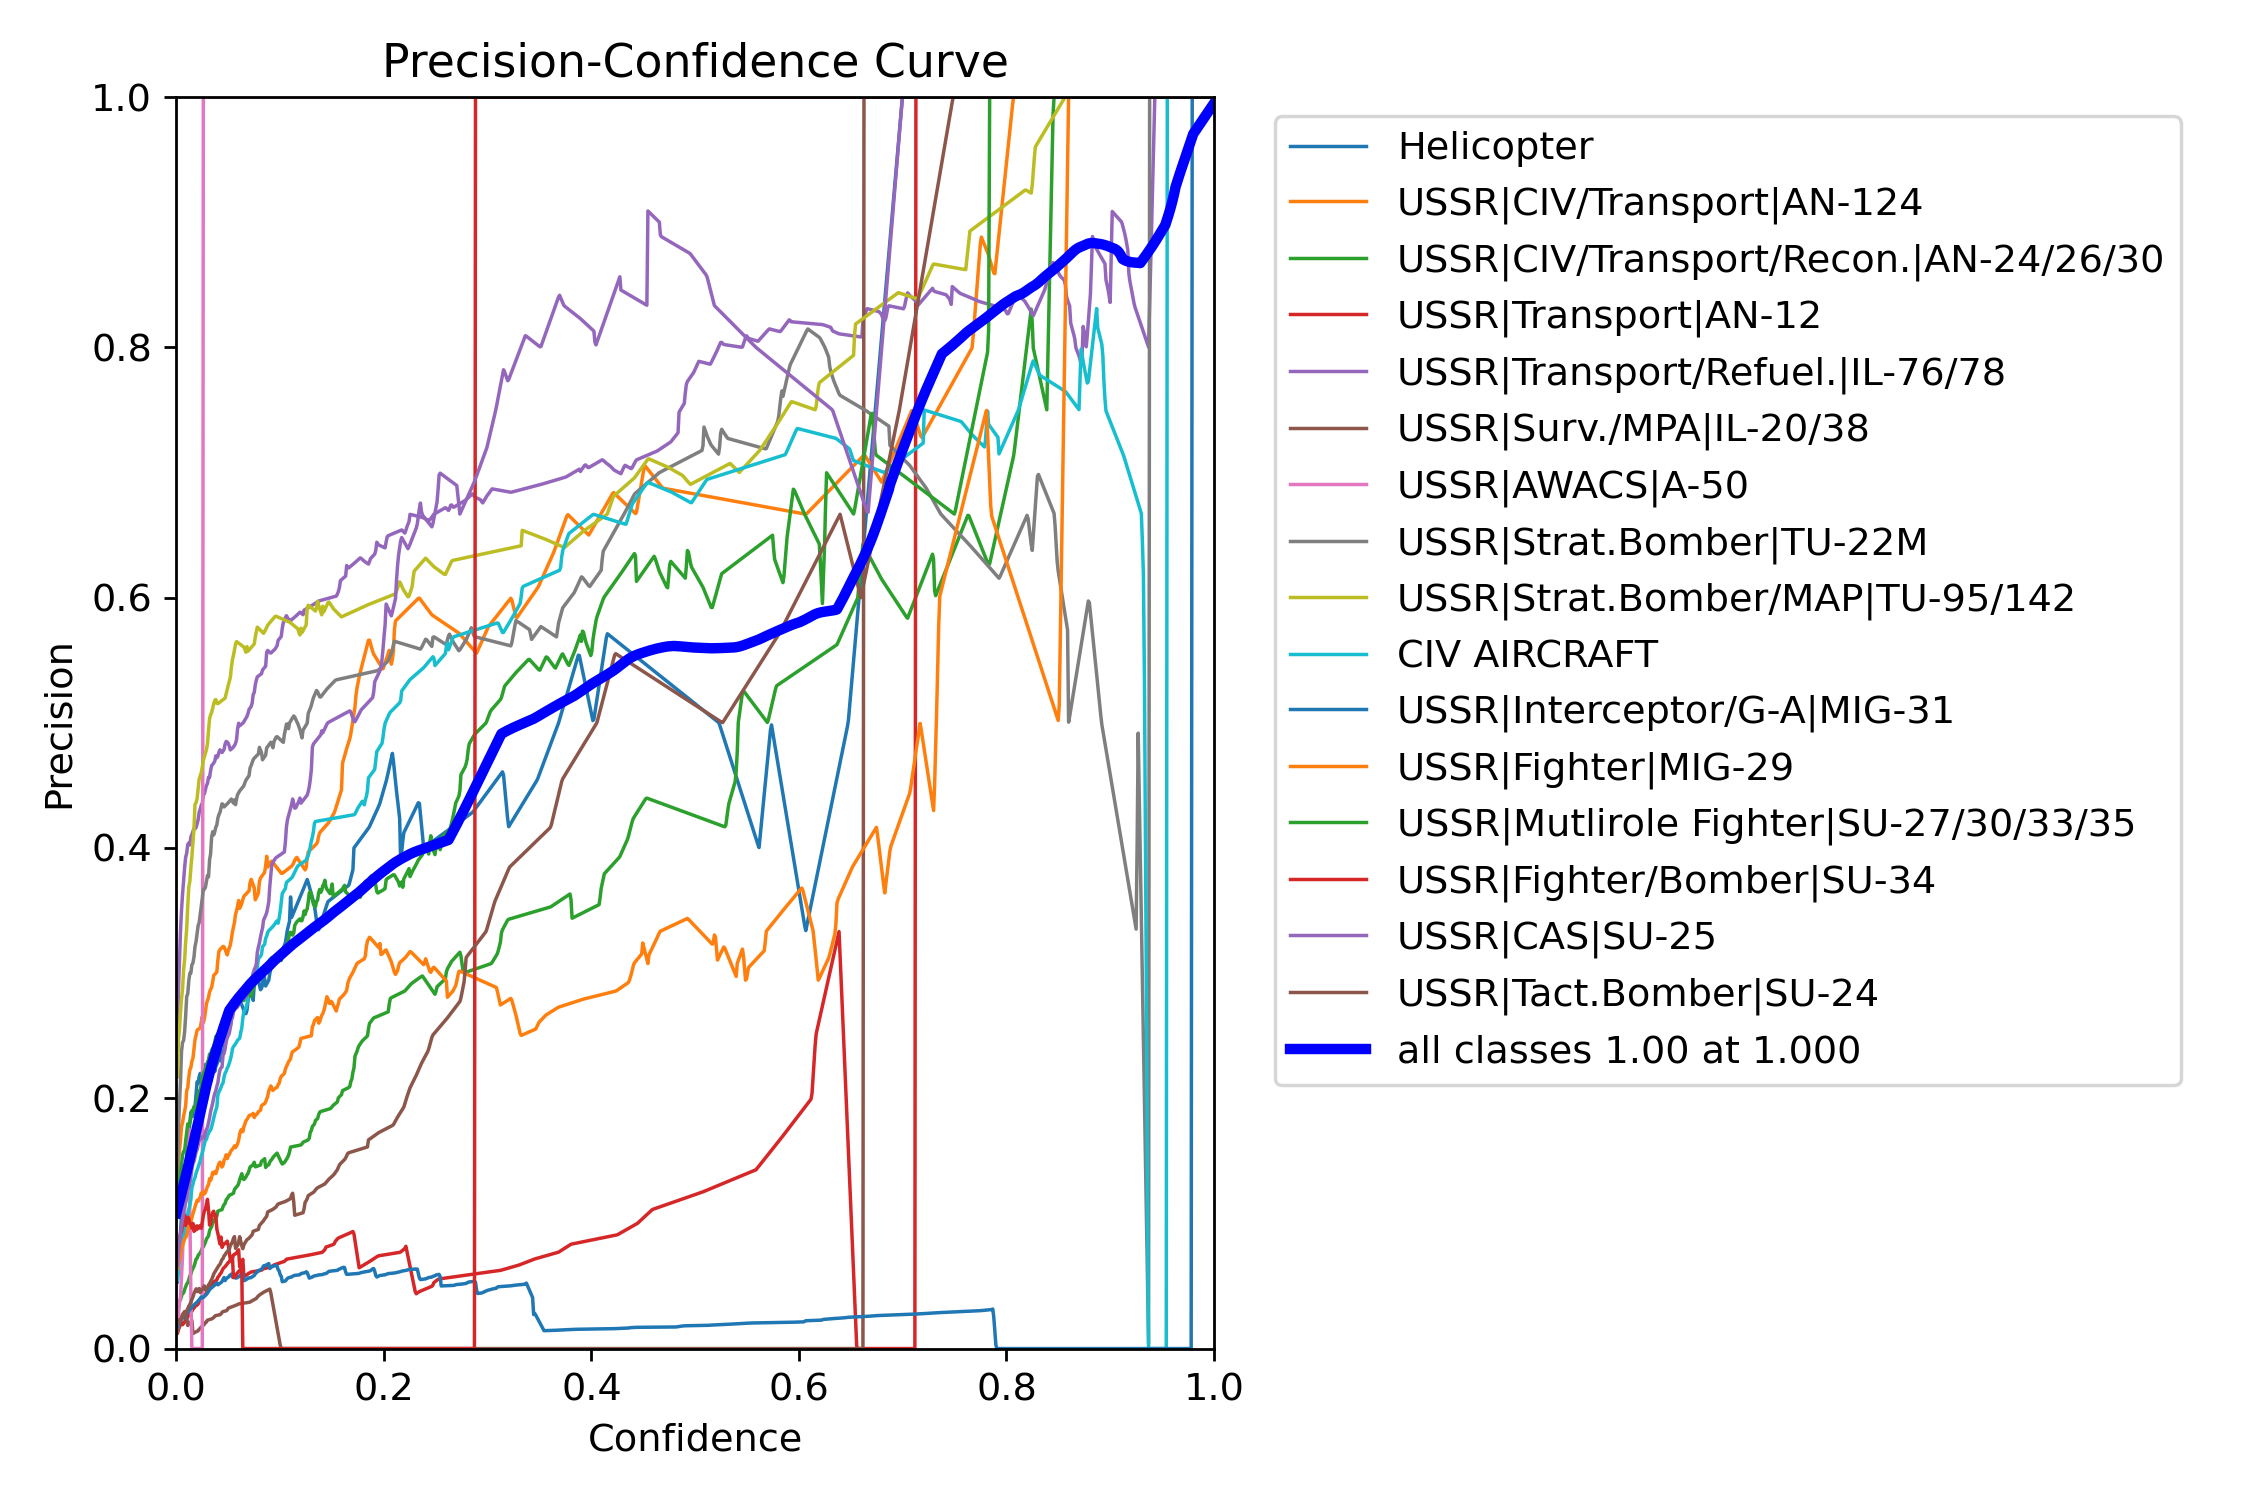 Precision-Confidence Curve
1.0
0.8
0.6
0.4
0.2
0.0
Precision
0.0 0.2 0.4 0.6 0.8 1.0
Confidence
Helicopter
USSR|CIV/Transport|AN-124
USSR|CIV/Transport/Recon.|AN-24/26/30
USSR|Transport|AN-12
USSR|Transport/Refuel.|IL-76/78
USSR|Surv./MPA|IL-20/38
USSR|AWACS|A-50
USSR|Strat.Bomber|TU-22M
USSR|Strat.Bomber/MAP|TU-95/142
CIV AIRCRAFT
USSR|Interceptor/G-A|MIG-31
USSR|Fighter|MIG-29
USSR|Mutlirole Fighter|SU-27/30/33/35
USSR|Fighter/Bomber|SU-34
USSR|CAS|SU-25
USSR|Tact.Bomber|SU-24
all classes 1.00 at 1.000